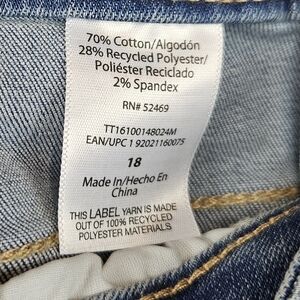 70% Cotton/Algodón
28% Recycled Polyester/
Poliéster Reciclado
2% Spandex
RN# 52469
TT16100148024M
EAN/UPC 1 92021160075
18
Made In/Hecho En
China
THIS LABEL YARN IS MADE
OUT OF 100% RECYCLED
POLYESTER MATERIALS